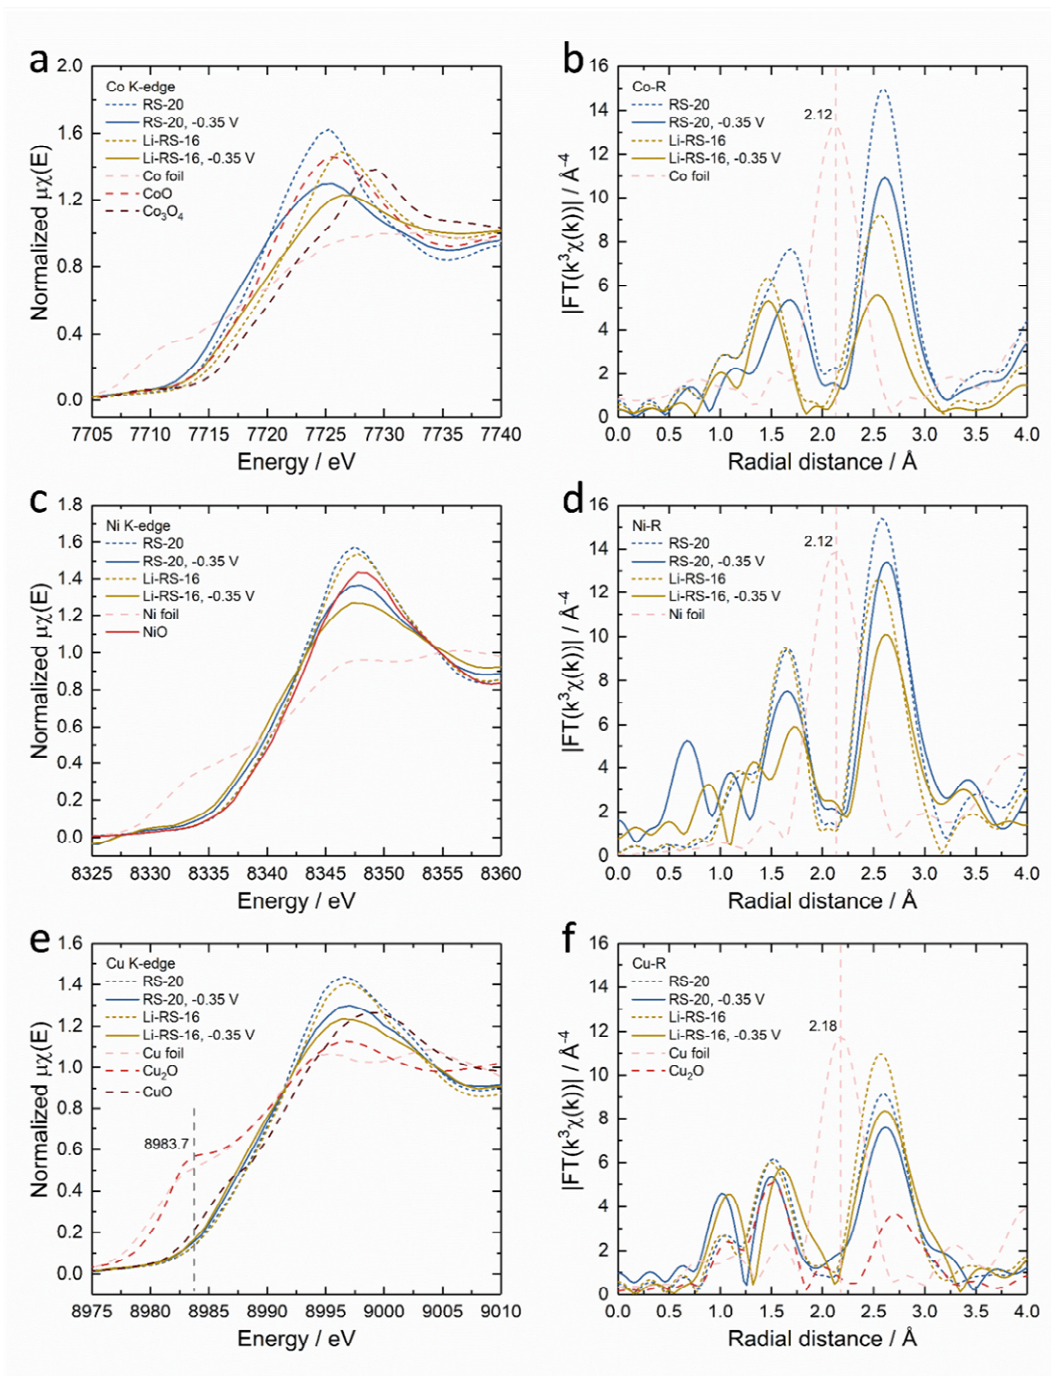 a
2.0
1.6
1.2
0.8
0.4
0.0
Normalized μχ(E)
Co K-edge
RS-20
RS-20, -0.35 V
Li-RS-16
Li-RS-16, -0.35 V
Co foil
CoO
Co₃O₄
7705 7710 7715 7720 7725 7730 7735 7740
Energy / eV
b
16
14
12
10
8
6
4
2
0
|FT(k³χ(k))| / Å⁻⁴
Co-R
RS-20
RS-20, -0.35 V
Li-RS-16
Li-RS-16, -0.35 V
Co foil
2.12
0.0 0.5 1.0 1.5 2.0 2.5 3.0 3.5 4.0
Radial distance / Å
c
1.8
1.6
1.4
1.2
1.0
0.8
0.6
0.4
0.2
0.0
Normalized μχ(E)
Ni K-edge
RS-20
RS-20, -0.35 V
Li-RS-16
Li-RS-16, -0.35 V
Ni foil
NiO
8325 8330 8335 8340 8345 8350 8355 8360
Energy / eV
d
16
14
12
10
8
6
4
2
0
|FT(k³χ(k))| / Å⁻⁴
Ni-R
RS-20
RS-20, -0.35 V
Li-RS-16
Li-RS-16, -0.35 V
Ni foil
2.12
0.0 0.5 1.0 1.5 2.0 2.5 3.0 3.5 4.0
Radial distance / Å
e
1.6
1.4
1.2
1.0
0.8
0.6
0.4
0.2
0.0
Normalized μχ(E)
Cu K-edge
RS-20
RS-20, -0.35 V
Li-RS-16
Li-RS-16, -0.35 V
Cu foil
Cu₂O
CuO
8983.7
8975 8980 8985 8990 8995 9000 9005 9010
Energy / eV
f
16
14
12
10
8
6
4
2
0
|FT(k³χ(k))| / Å⁻⁴
Cu-R
RS-20
RS-20, -0.35 V
Li-RS-16
Li-RS-16, -0.35 V
Cu foil
Cu₂O
2.18
0.0 0.5 1.0 1.5 2.0 2.5 3.0 3.5 4.0
Radial distance / Å